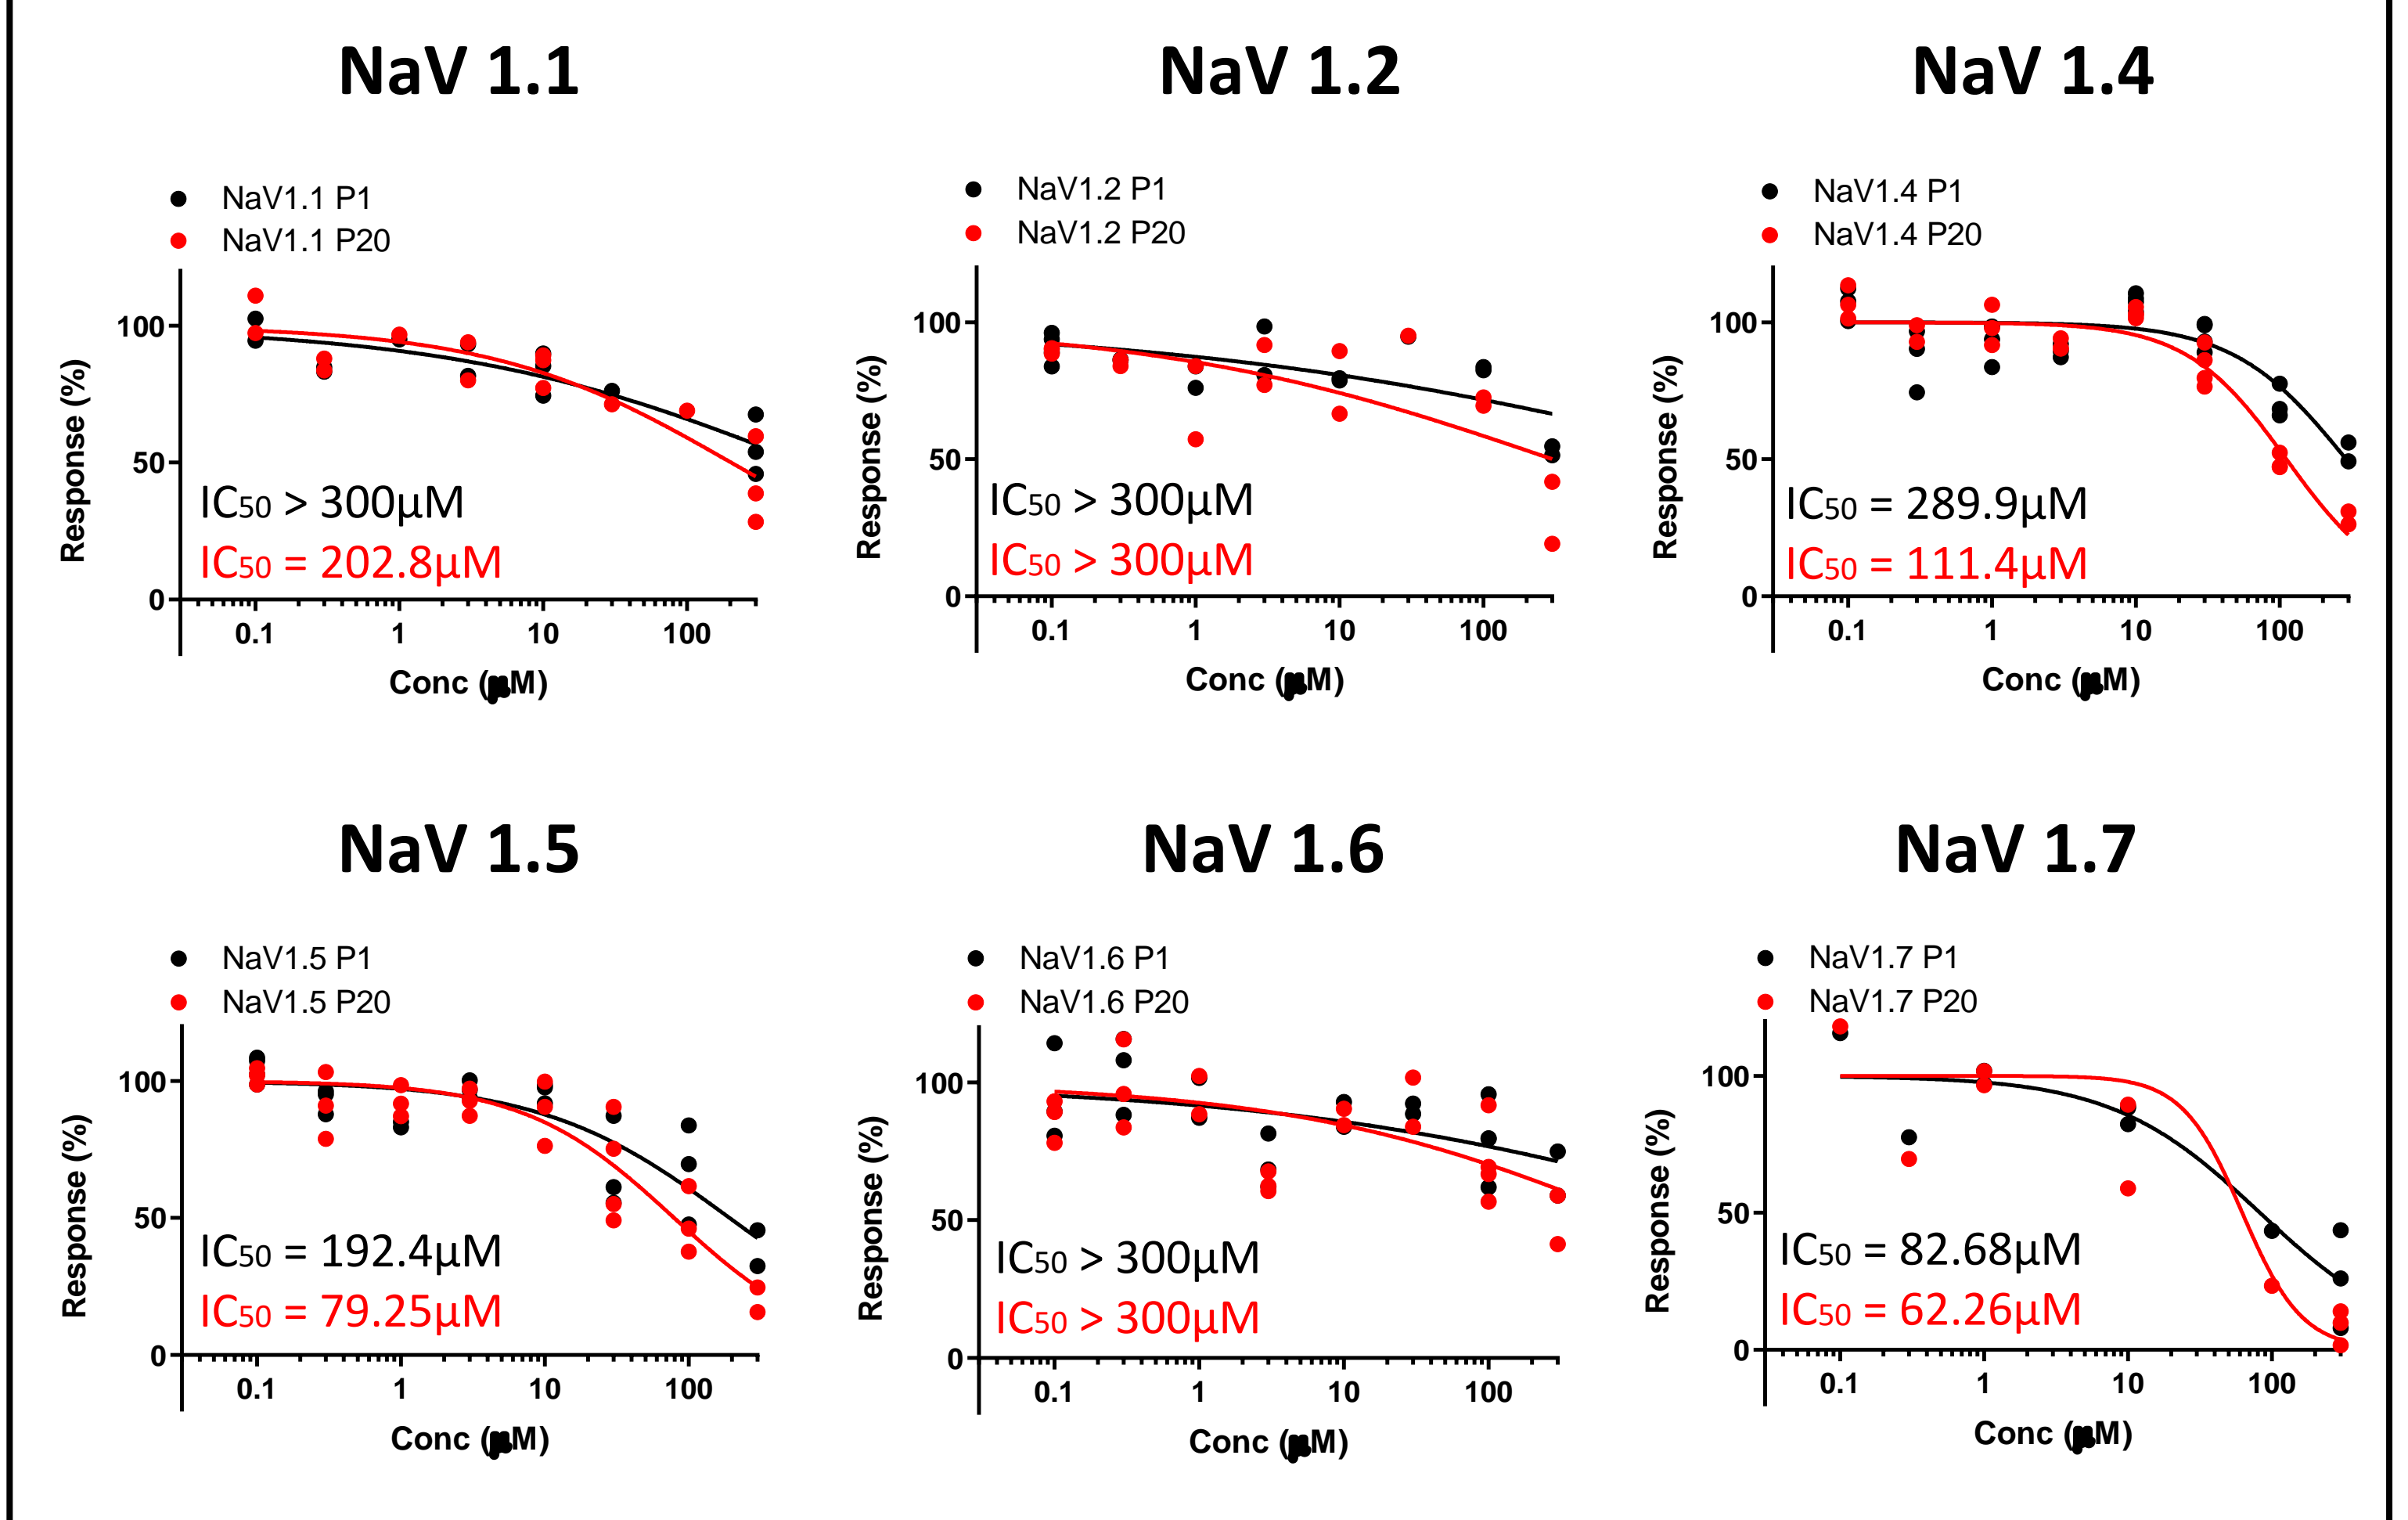 NaV 1.1
NaV1.1 P1
NaV1.1 P20
Response (%)
100
50
0
IC50 > 300µM
IC50 = 202.8µM
0.1 1 10 100
Conc (µM)
NaV 1.2
NaV1.2 P1
NaV1.2 P20
Response (%)
100
50
0
IC50 > 300µM
IC50 > 300µM
0.1 1 10 100
Conc (µM)
NaV 1.4
NaV1.4 P1
NaV1.4 P20
Response (%)
100
50
0
IC50 = 289.9µM
IC50 = 111.4µM
0.1 1 10 100
Conc (µM)
NaV 1.5
NaV1.5 P1
NaV1.5 P20
Response (%)
100
50
0
IC50 = 192.4µM
IC50 = 79.25µM
0.1 1 10 100
Conc (µM)
NaV 1.6
NaV1.6 P1
NaV1.6 P20
Response (%)
100
50
0
IC50 > 300µM
IC50 > 300µM
0.1 1 10 100
Conc (µM)
NaV 1.7
NaV1.7 P1
NaV1.7 P20
Response (%)
100
50
0
IC50 = 82.68µM
IC50 = 62.26µM
0.1 1 10 100
Conc (µM)